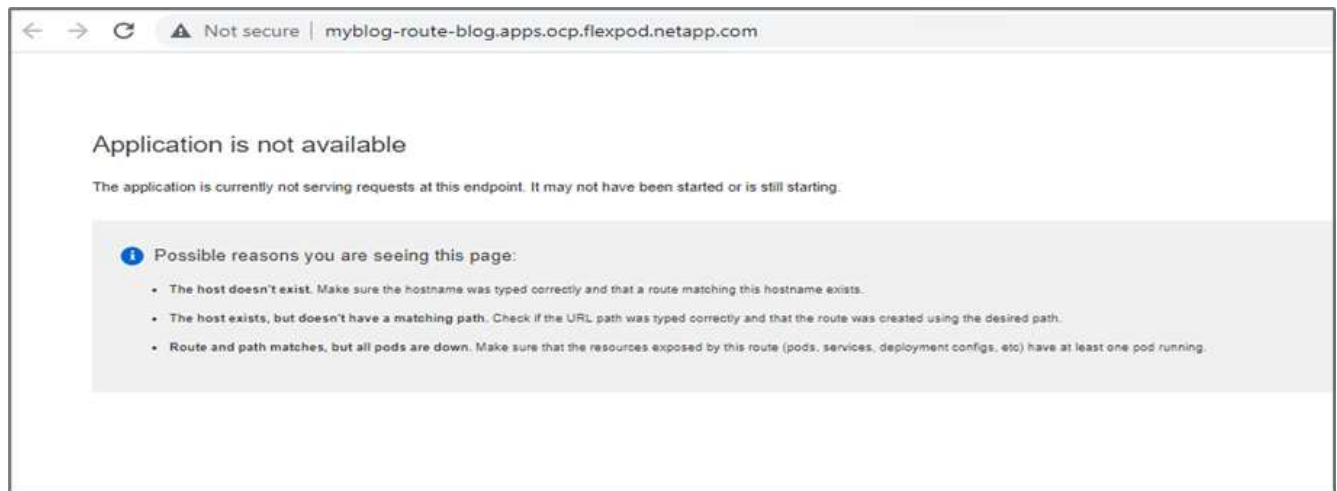 Not secure | myblog-route-blog.apps.ocp.flexpod.netapp.com
Application is not available
The application is currently not serving requests at this endpoint. It may not have been started or is still starting.
Possible reasons you are seeing this page:
• The host doesn't exist. Make sure the hostname was typed correctly and that a route matching this hostname exists.
• The host exists, but doesn't have a matching path. Check if the URL path was typed correctly and that the route was created using the desired path.
• Route and path matches, but all pods are down. Make sure that the resources exposed by this route (pods, services, deployment configs, etc) have at least one pod running.